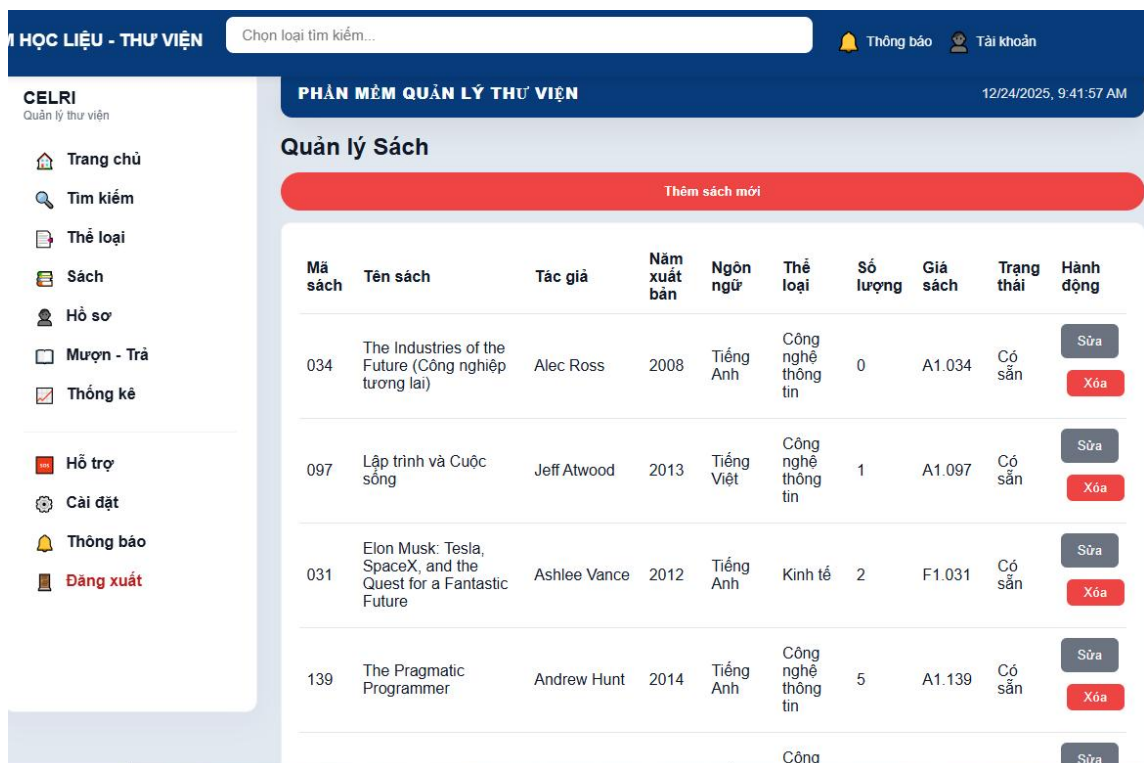 HỌC LIỆU - THƯ VIỆN
Chọn loại tìm kiếm...
Thông báo
Tài khoản
CELRI
Quản lý thư viện
Trang chủ
Tìm kiếm
Thể loại
Sách
Hồ sơ
Mượn - Trả
Thống kê
Hỗ trợ
Cài đặt
Thông báo
Đăng xuất
PHẦN MỀM QUẢN LÝ THƯ VIỆN
12/24/2025, 9:41:57 AM
Quản lý Sách
Thêm sách mới
Mã
sách
Tên sách
Tác giả
Năm
xuất
bản
Ngôn
ngữ
Thể
loại
Số
lượng
Giá
sách
Trạng
thái
Hành
động
034
The Industries of the
Future (Công nghiệp
tương lai)
Alec Ross
2008
Tiếng
Anh
Công
nghệ
thông
tin
0
A1.034
Có
sẵn
Sửa
Xóa
097
Lập trình và Cuộc
sống
Jeff Atwood
2013
Tiếng
Việt
Công
nghệ
thông
tin
1
A1.097
Có
sẵn
Sửa
Xóa
031
Elon Musk: Tesla,
SpaceX, and the
Quest for a Fantastic
Future
Ashlee Vance
2012
Tiếng
Anh
Kinh tế
2
F1.031
Có
sẵn
Sửa
Xóa
139
The Pragmatic
Programmer
Andrew Hunt
2014
Tiếng
Anh
Công
nghệ
thông
tin
5
A1.139
Có
sẵn
Sửa
Xóa
Công
Sửa